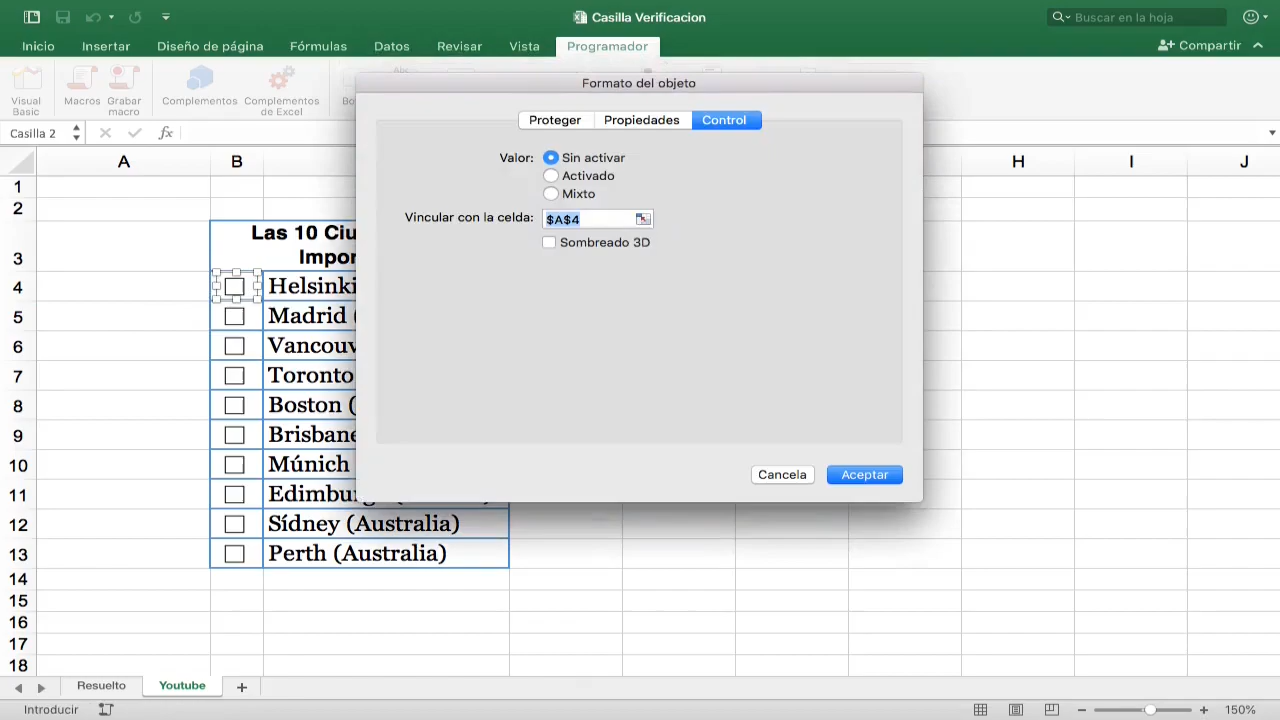 Casilla Verificacion
Buscar en la hoja
Inicio Insertar Diseño de página Fórmulas Datos Revisar Vista Programador Compartir
Visual Basic
Macros
Grabar macro
Complementos
Complementos de Excel
Formato del objeto
Proteger Propiedades Control
Valor: Sin activar
Activado
Mixto
Vincular con la celda: $A$4
Sombreado 3D
Cancela Aceptar
Casilla 2 fx
A B H I J
1
2
3 Las 10
4 Helsinki
5 Madrid (
6
7 Toronto
8 Boston (
9 Brisbane
10 Múnich
11
12 Sídney (Australia)
13 Perth (Australia)
14
15
16
17
18
Resuelto Youtube
Introducir 150%